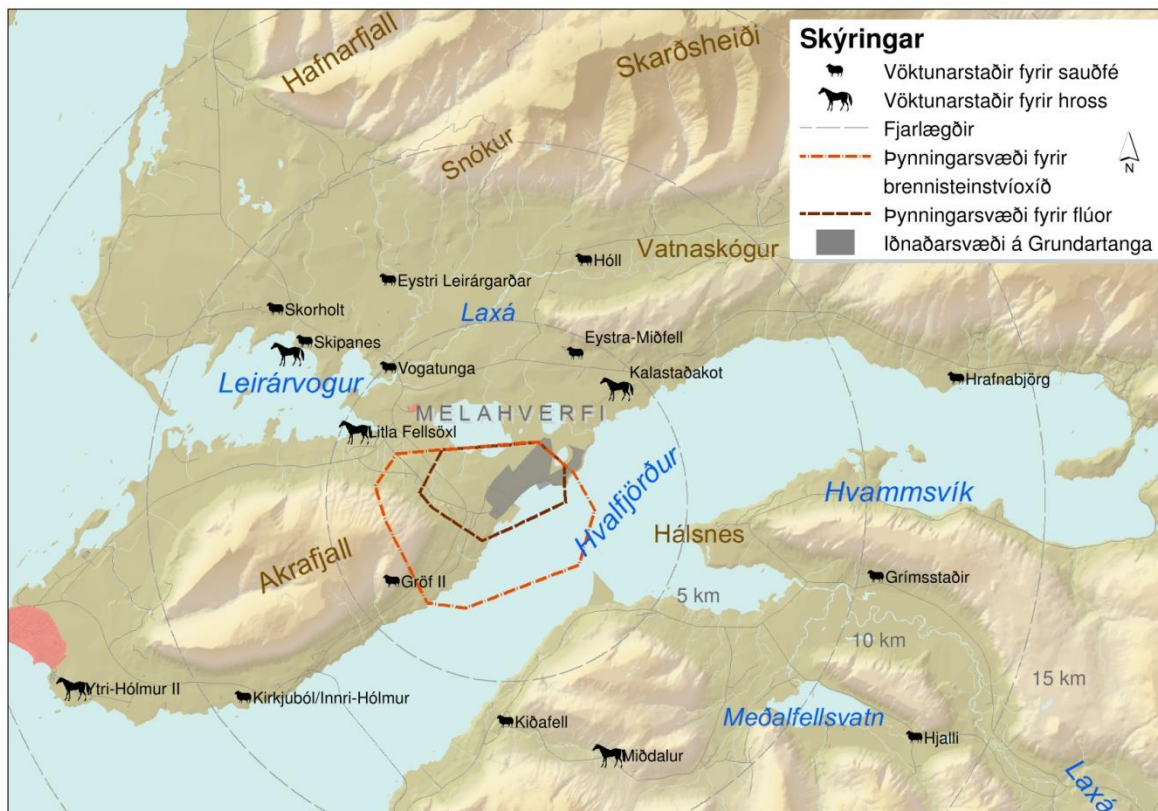 Skýringar
Vöktunarstaðir fyrir sauðfé
Vöktunarstaðir fyrir hross
Fjarlægðir
Þynningarsvæði fyrir
brennisteinstvíoxíð
Þynningarsvæði fyrir flúor
Iðnaðarsvæði á Grundartanga
N
Hafnarfjall
Skarðsheiði
Snókur
Vatnaskógur
Hóll
Eystri Leirárgarðar
Laxá
Skorholt
Skipanes
Eystra-Miðfell
Vogatunga
Kalastaðakot
Leirárvogur
Hrafnabjörg
MELAHVERFI
Litla Fellsöxl
Hvalfjörður
Hvammsvík
Hálsnes
Akrafjall
Gröf II
Grímsstaðir
5 km
10 km
15 km
Ytri-Hólmur II
Kirkjuból/Innri-Hólmur
Kiðafell
Meðalfellsvatn
Hjalli
Miðdalur
Laxá